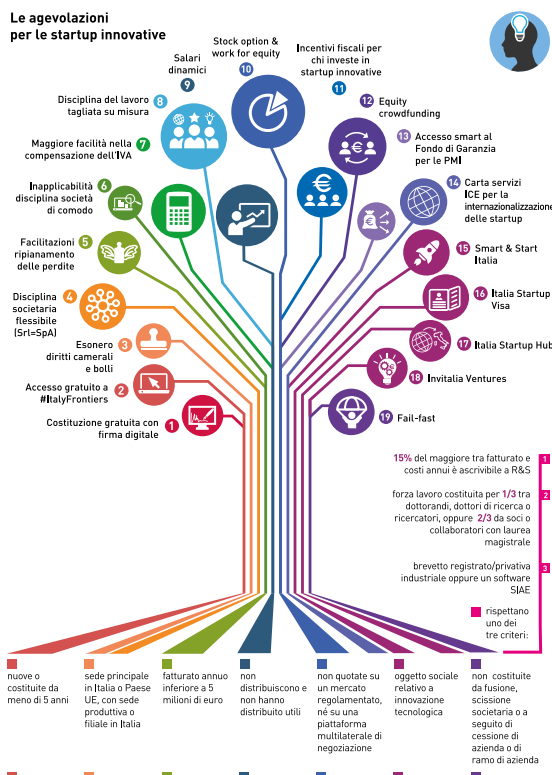 Le agevolazioni
per le startup innovative
Costituzione gratuita con
firma digitale
1
Accesso gratuito a
#ItalyFrontiers
2
Esonero
diritti camerali
e bolli
3
Disciplina
societaria
flessibile
(Srl=SpA)
4
Facilitazioni
ripianamento
delle perdite
5
Inapplicabilità
disciplina società
di comodo
6
Maggiore facilità nella
compensazione dell'IVA
7
Disciplina del lavoro
tagliata su misura
8
Salari
dinamici
9
Stock option &
work for equity
10
Incentivi fiscali per
chi investe in
startup innovative
11
12 Equity
crowdfunding
13 Accesso smart al
Fondo di Garanzia
per le PMI
14 Carta servizi
ICE per la
internazionalizzazione
delle startup
15 Smart & Start
Italia
16 Italia Startup
Visa
17 Italia Startup Hub
18 Invitalia Ventures
19 Fail-fast
15% del maggiore tra fatturato e
costi annui è ascrivibile a R&S
1
forza lavoro costituita per 1/3 tra
dottorandi, dottori di ricerca o
ricercatori, oppure 2/3 da soci o
collaboratori con laurea
magistrale
2
brevetto registrato/privativa
industriale oppure un software
SIAE
3
rispettano
uno dei
tre criteri:
nuove o
costituite da
meno di 5 anni
sede principale
in Italia o Paese
UE, con sede
produttiva o
filiale in Italia
fatturato annuo
inferiore a 5
milioni di euro
non
distribuiscono e
non hanno
distribuito utili
non quotate su
un mercato
regolamentato,
né su una
piattaforma
multilaterale di
negoziazione
oggetto sociale
relativo a
innovazione
tecnologica
non costituite
da fusione,
scissione
societaria o a
seguito di
cessione di
azienda o di
ramo di azienda